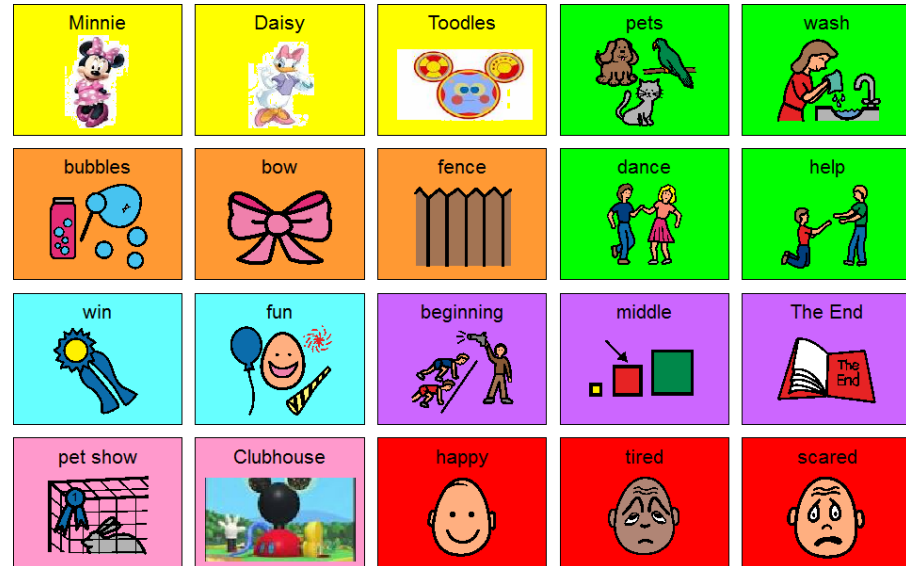 Minnie
Daisy
Toodles
pets
wash
bubbles
bow
fence
dance
help
win
fun
beginning
middle
The End
The
End
pet show
1
Clubhouse
happy
tired
scared